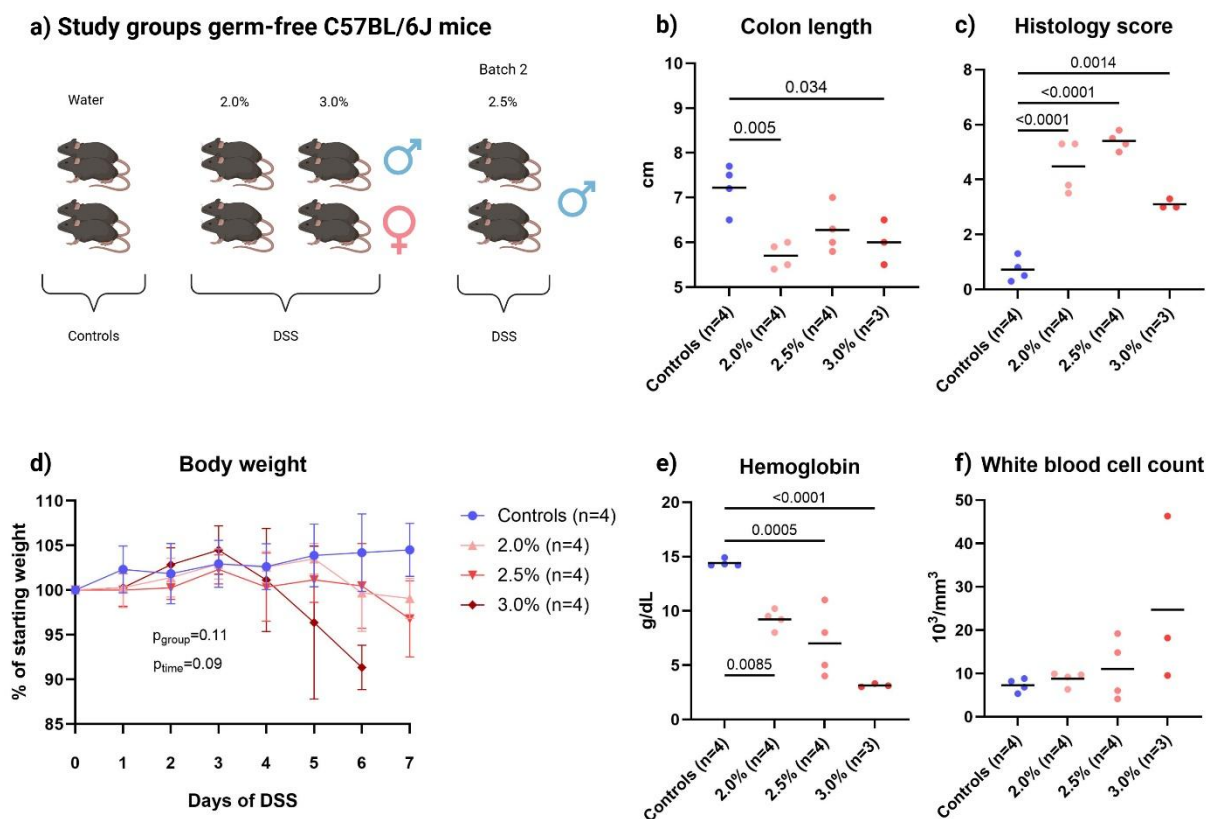 a) Study groups germ-free C57BL/6J mice
Batch 2
Water
2.0%
3.0%
2.5%
Controls
DSS
DSS
b) Colon length
cm
10
9
8
7
6
5
0.034
0.005
Controls (n=4)
2.0% (n=4)
2.5% (n=4)
3.0% (n=3)
c) Histology score
8
6
4
2
0
0.0014
<0.0001
<0.0001
Controls (n=4)
2.0% (n=4)
2.5% (n=4)
3.0% (n=3)
d) Body weight
% of starting weight
110
105
100
95
90
85
pgroup=0.11
ptime=0.09
0 1 2 3 4 5 6 7
Days of DSS
Controls (n=4)
2.0% (n=4)
2.5% (n=4)
3.0% (n=4)
e) Hemoglobin
g/dL
20
15
10
5
0
<0.0001
0.0005
0.0085
Controls (n=4)
2.0% (n=4)
2.5% (n=4)
3.0% (n=3)
f) White blood cell count
10³/mm³
50
40
30
20
10
0
Controls (n=4)
2.0% (n=4)
2.5% (n=4)
3.0% (n=3)